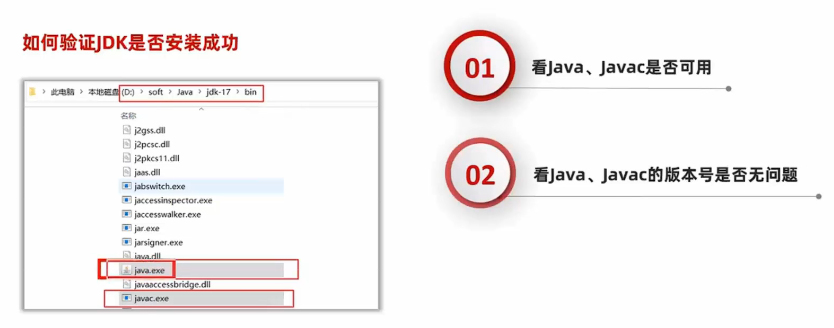 如何验证JDK是否安装成功
此电脑 > 本地磁盘 (D:) > soft > Java > jdk-17 > bin
名称
j2gss.dll
j2pcsc.dll
j2pkcs11.dll
jaas.dll
jabswitch.exe
jaccessinspector.exe
jaccesswalker.exe
jar.exe
jarsigner.exe
java.dll
java.exe
javaaccessbridge.dll
javac.exe
01
看Java、Javac是否可用
02
看Java、Javac的版本号是否无问题